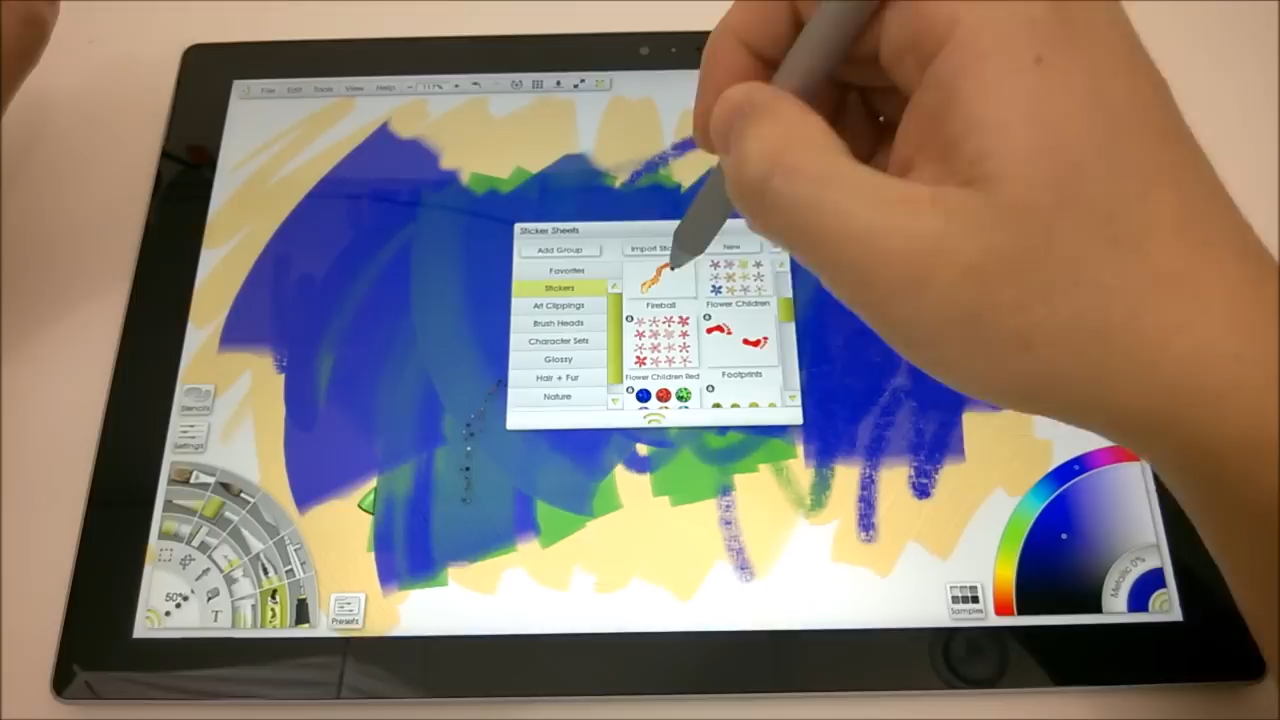 File Edit Tools View Help 117%
Sticker Sheets
Add Group
New
Favorites
Stickers
Art Clippings
Brush Heads
Character Sets
Glossy
Hair + Fur
Nature
Fireball
Flower Children
Flower Children Red
Footprints
Stencils
Settings
50%
T
Presets
Samples
Metallic 0%